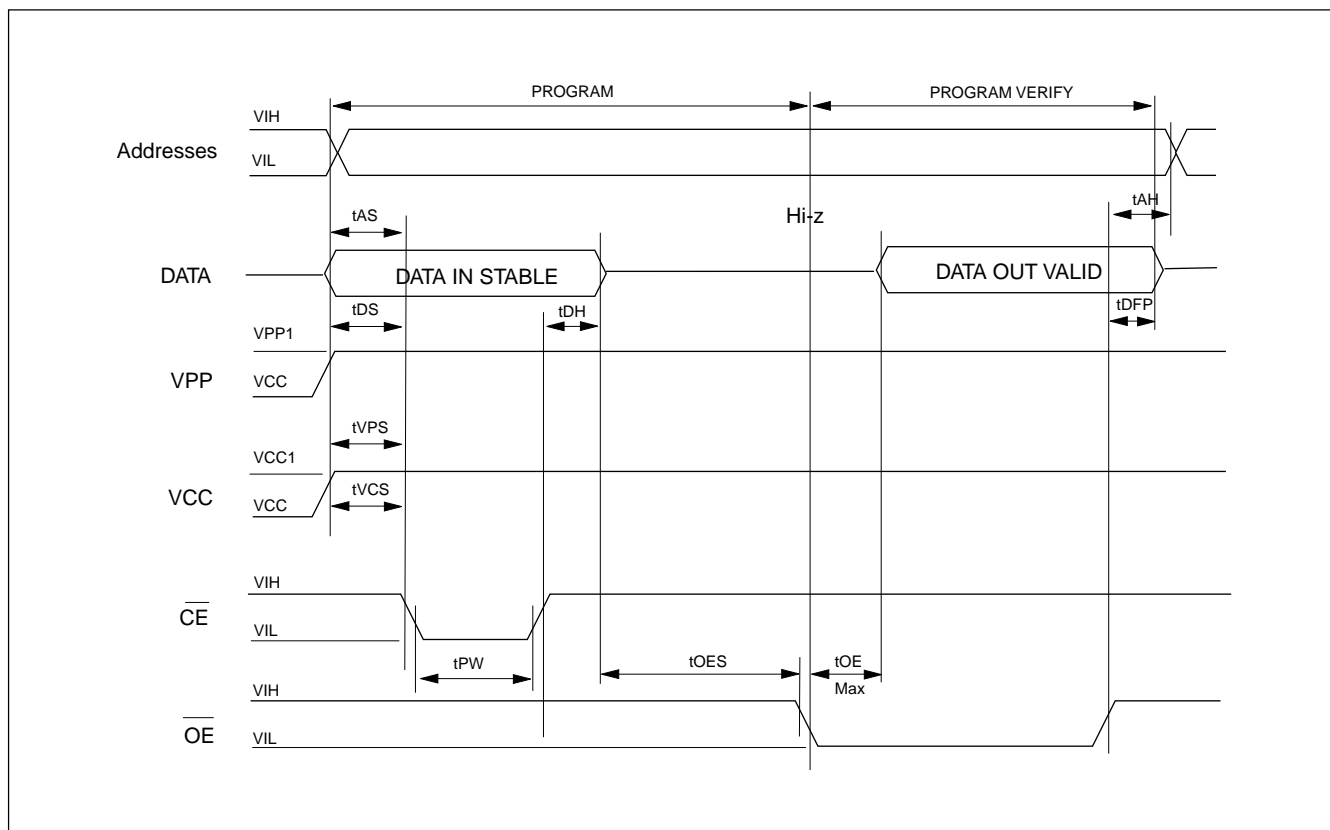 PROGRAM PROGRAM VERIFY
VIH
Addresses
VIL
tAS Hi-z tAH
DATA DATA IN STABLE DATA OUT VALID
tDS tDH tDFP
VPP1
VPP VCC
tVPS
VCC1
VCC VCC tVCS
VIH
CE
VIL
tPW tOES tOE
Max
VIH
OE
VIL